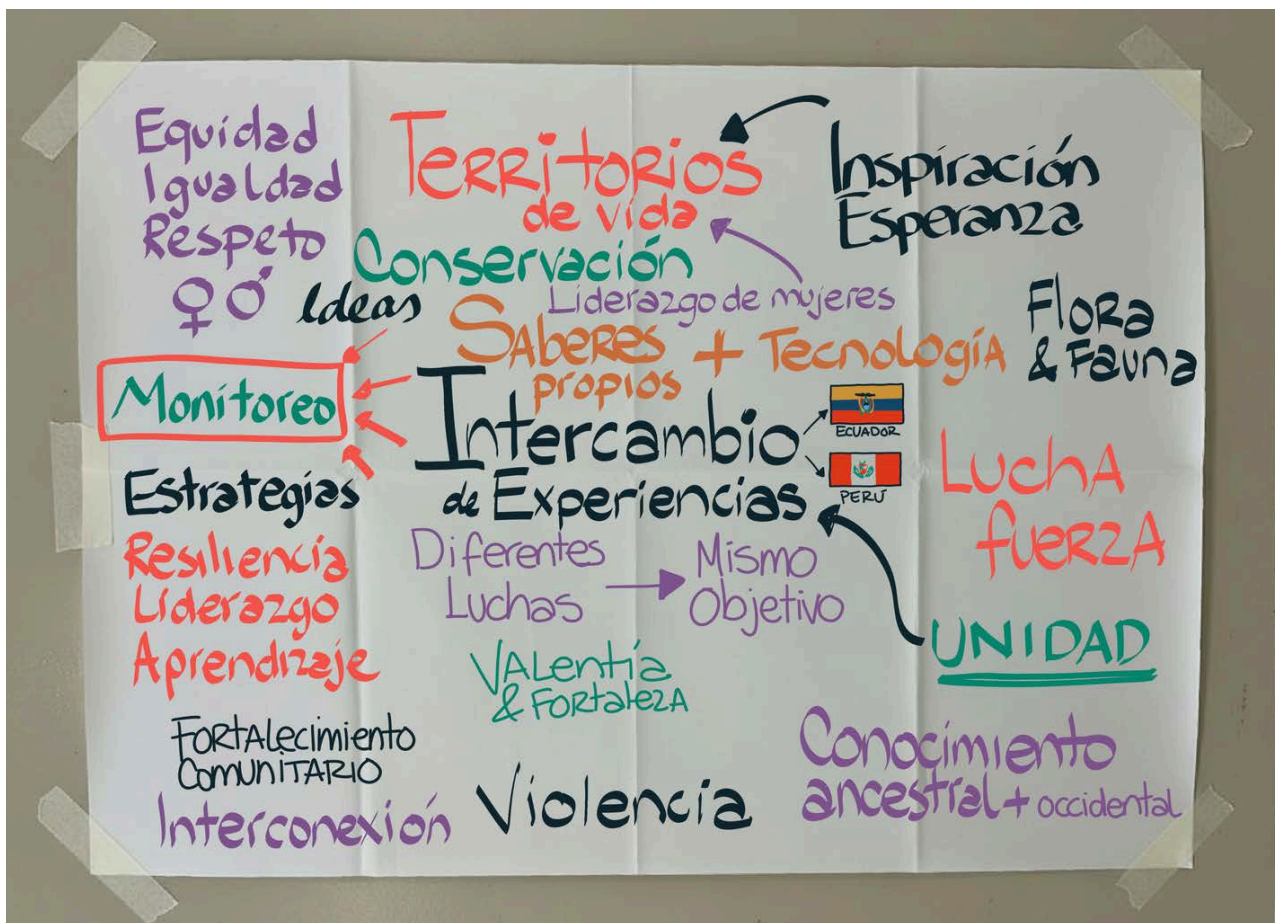 Equidad
Igualdad
Respeto
Ideas
TERRItORIOS
de vida
Conservación
Liderazgo de mujeres
Inspiración
Esperanza
SAbeREs + TecnologíA
propios
FloRa
& Fauna
Monitoreo
Intercambio
de Experiencias
ECUADOR
PERÚ
Estrategias
Resiliencia
Liderazgo
Aprendizaje
Diferentes
Luchas
Mismo
Objetivo
LuchA
fuERZA
UNIDAD
VALentía
& FoRtaleZA
FORtAlecimiento
COMUNITARIO
Interconexión
Violencia
Conocimiento
ancestral + occidental